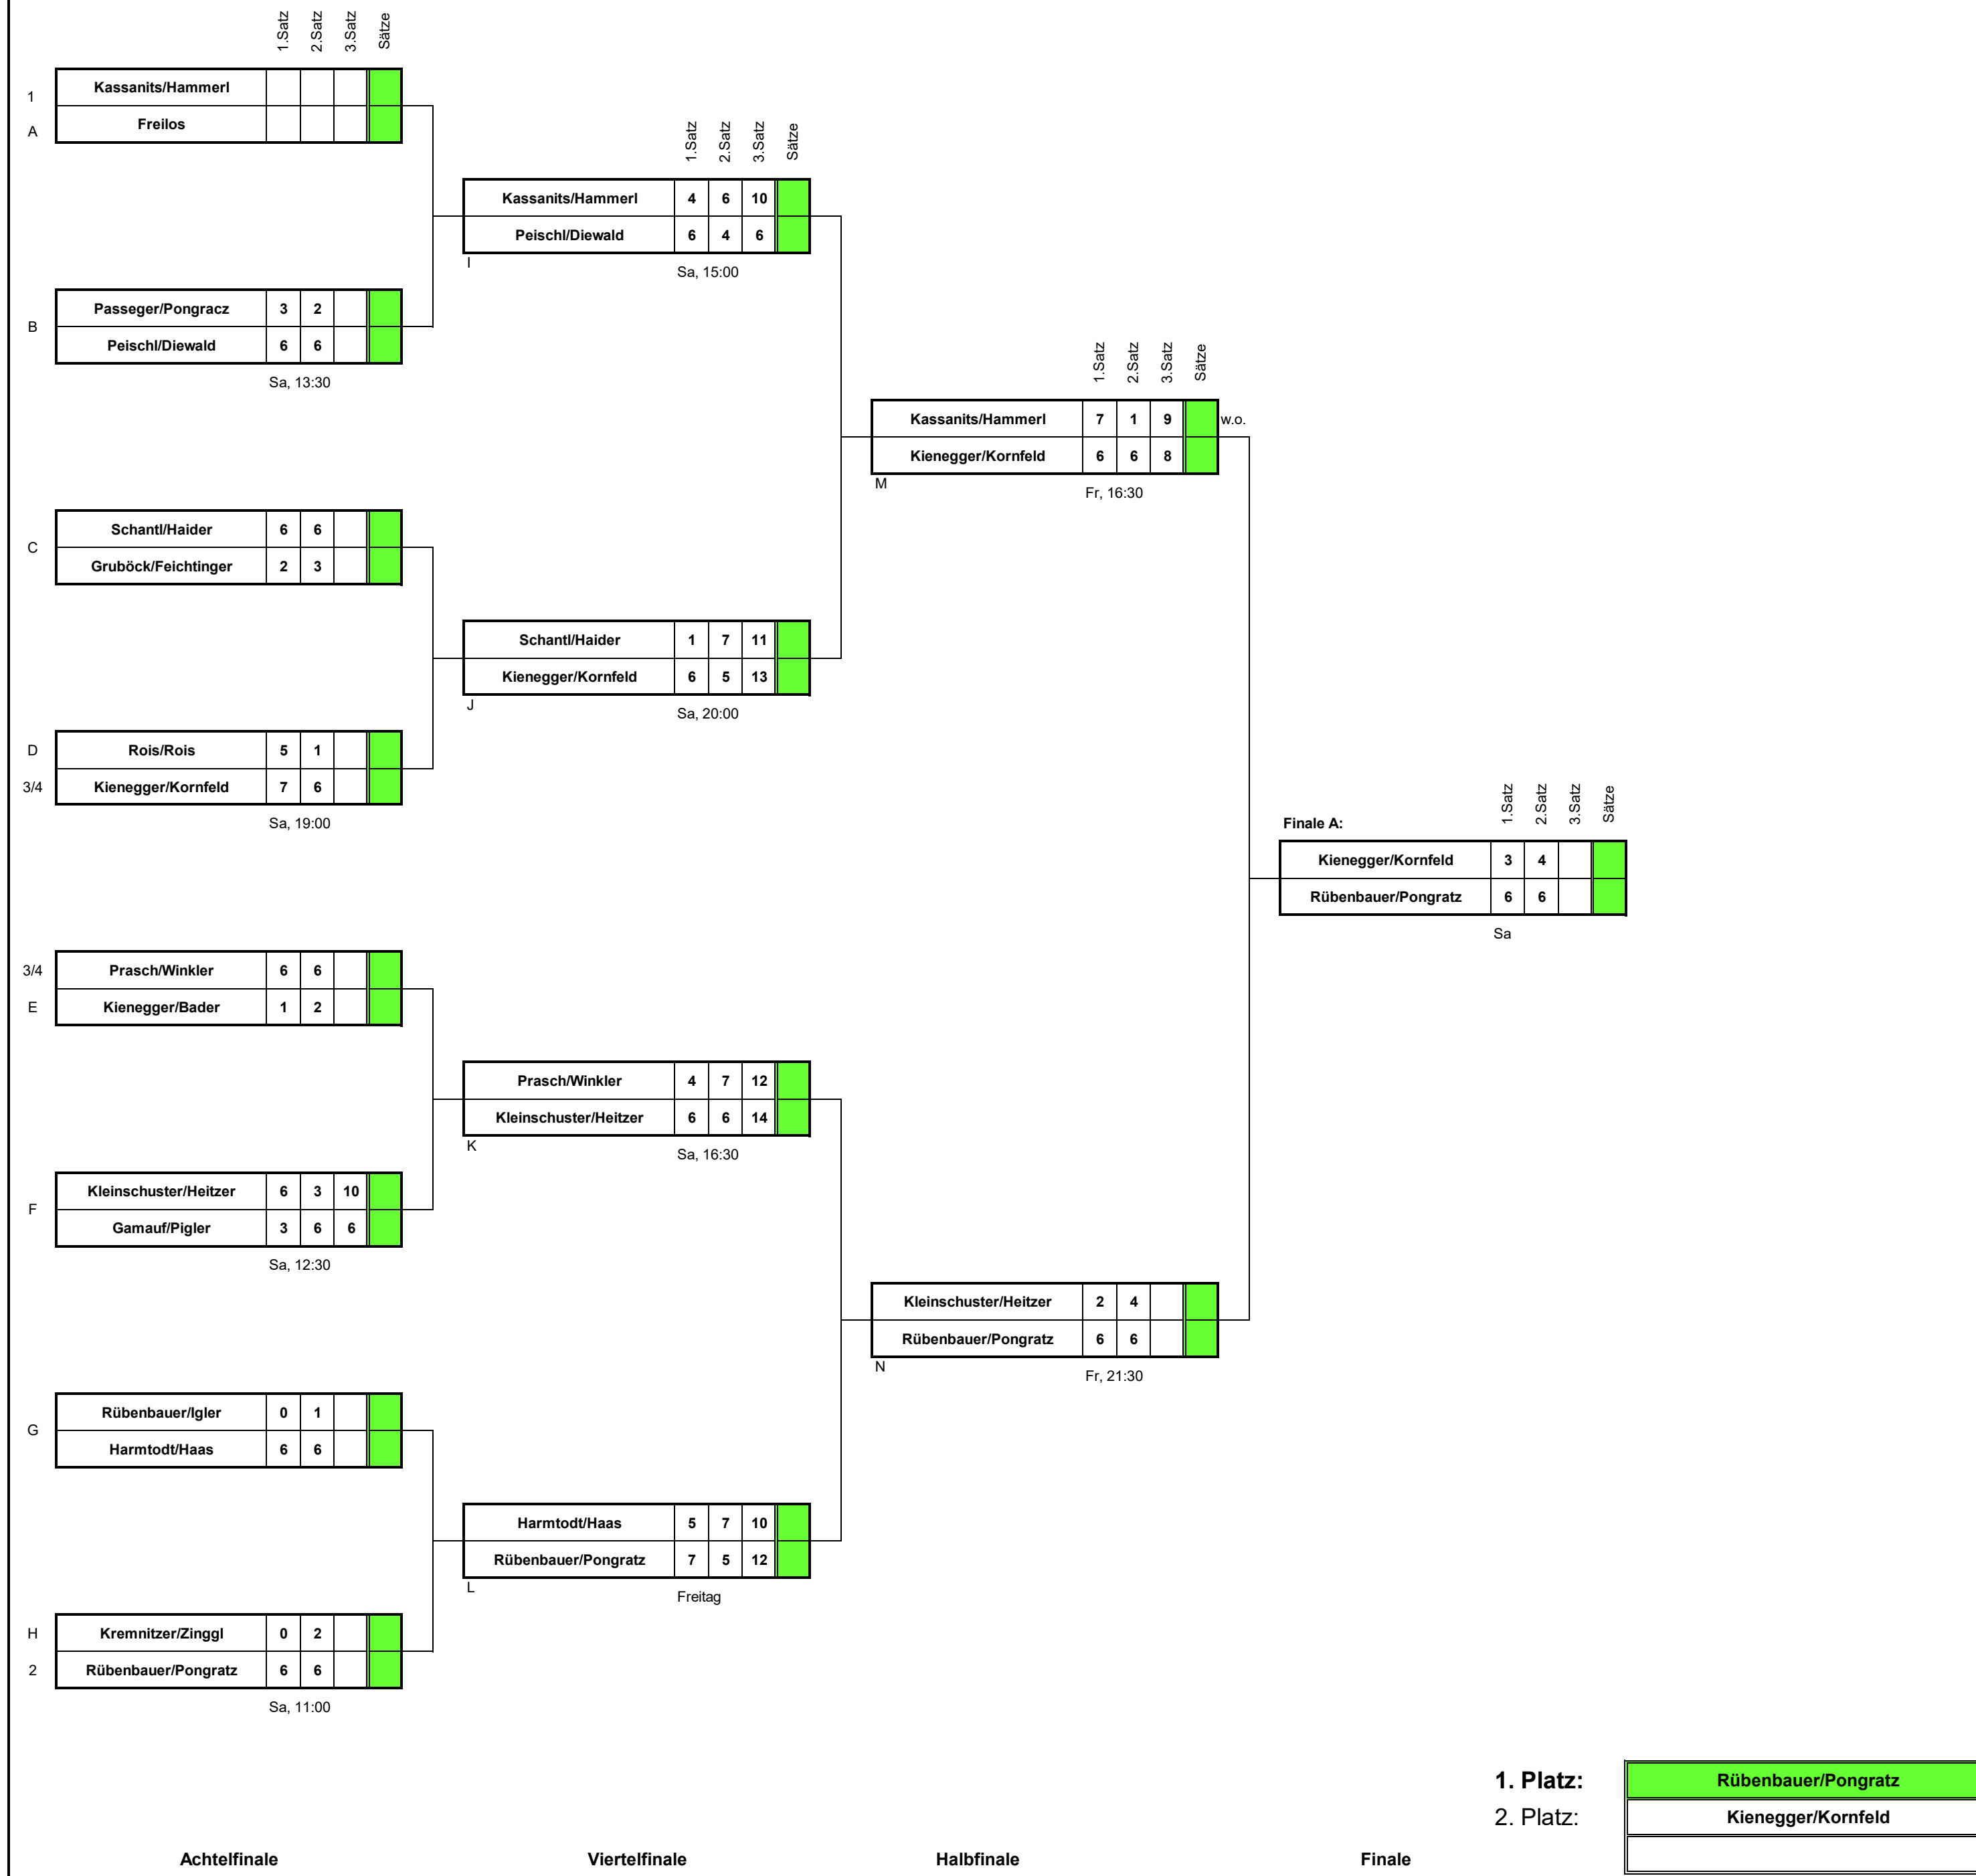 1.Satz 2.Satz 3.Satz Sätze
1 Kassanits/Hammerl
A Freilos
1.Satz 2.Satz 3.Satz Sätze
Kassanits/Hammerl 4 6 10
Peischl/Diewald 6 4 6
I Sa, 15:00
B Passeger/Pongracz 3 2
Peischl/Diewald 6 6
Sa, 13:30
1.Satz 2.Satz 3.Satz Sätze
Kassanits/Hammerl 7 1 9 w.o.
Kienegger/Kornfeld 6 6 8
M Fr, 16:30
C Schantl/Haider 6 6
Gruböck/Feichtinger 2 3
Schantl/Haider 1 7 11
Kienegger/Kornfeld 6 5 13
J Sa, 20:00
D Rois/Rois 5 1
3/4 Kienegger/Kornfeld 7 6
Sa, 19:00
1.Satz 2.Satz 3.Satz Sätze
Finale A:
Kienegger/Kornfeld 3 4
Rübenbauer/Pongratz 6 6
Sa
3/4 Prasch/Winkler 6 6
E Kienegger/Bader 1 2
Prasch/Winkler 4 7 12
Kleinschuster/Heitzer 6 6 14
K Sa, 16:30
F Kleinschuster/Heitzer 6 3 10
Gamauf/Pigler 3 6 6
Sa, 12:30
Kleinschuster/Heitzer 2 4
Rübenbauer/Pongratz 6 6
N Fr, 21:30
G Rübenbauer/Igler 0 1
Harmtodt/Haas 6 6
Harmtodt/Haas 5 7 10
Rübenbauer/Pongratz 7 5 12
L Freitag
H Kremnitzer/Zinggl 0 2
2 Rübenbauer/Pongratz 6 6
Sa, 11:00
1. Platz: Rübenbauer/Pongratz
2. Platz: Kienegger/Kornfeld
Achtelfinale Viertelfinale Halbfinale Finale